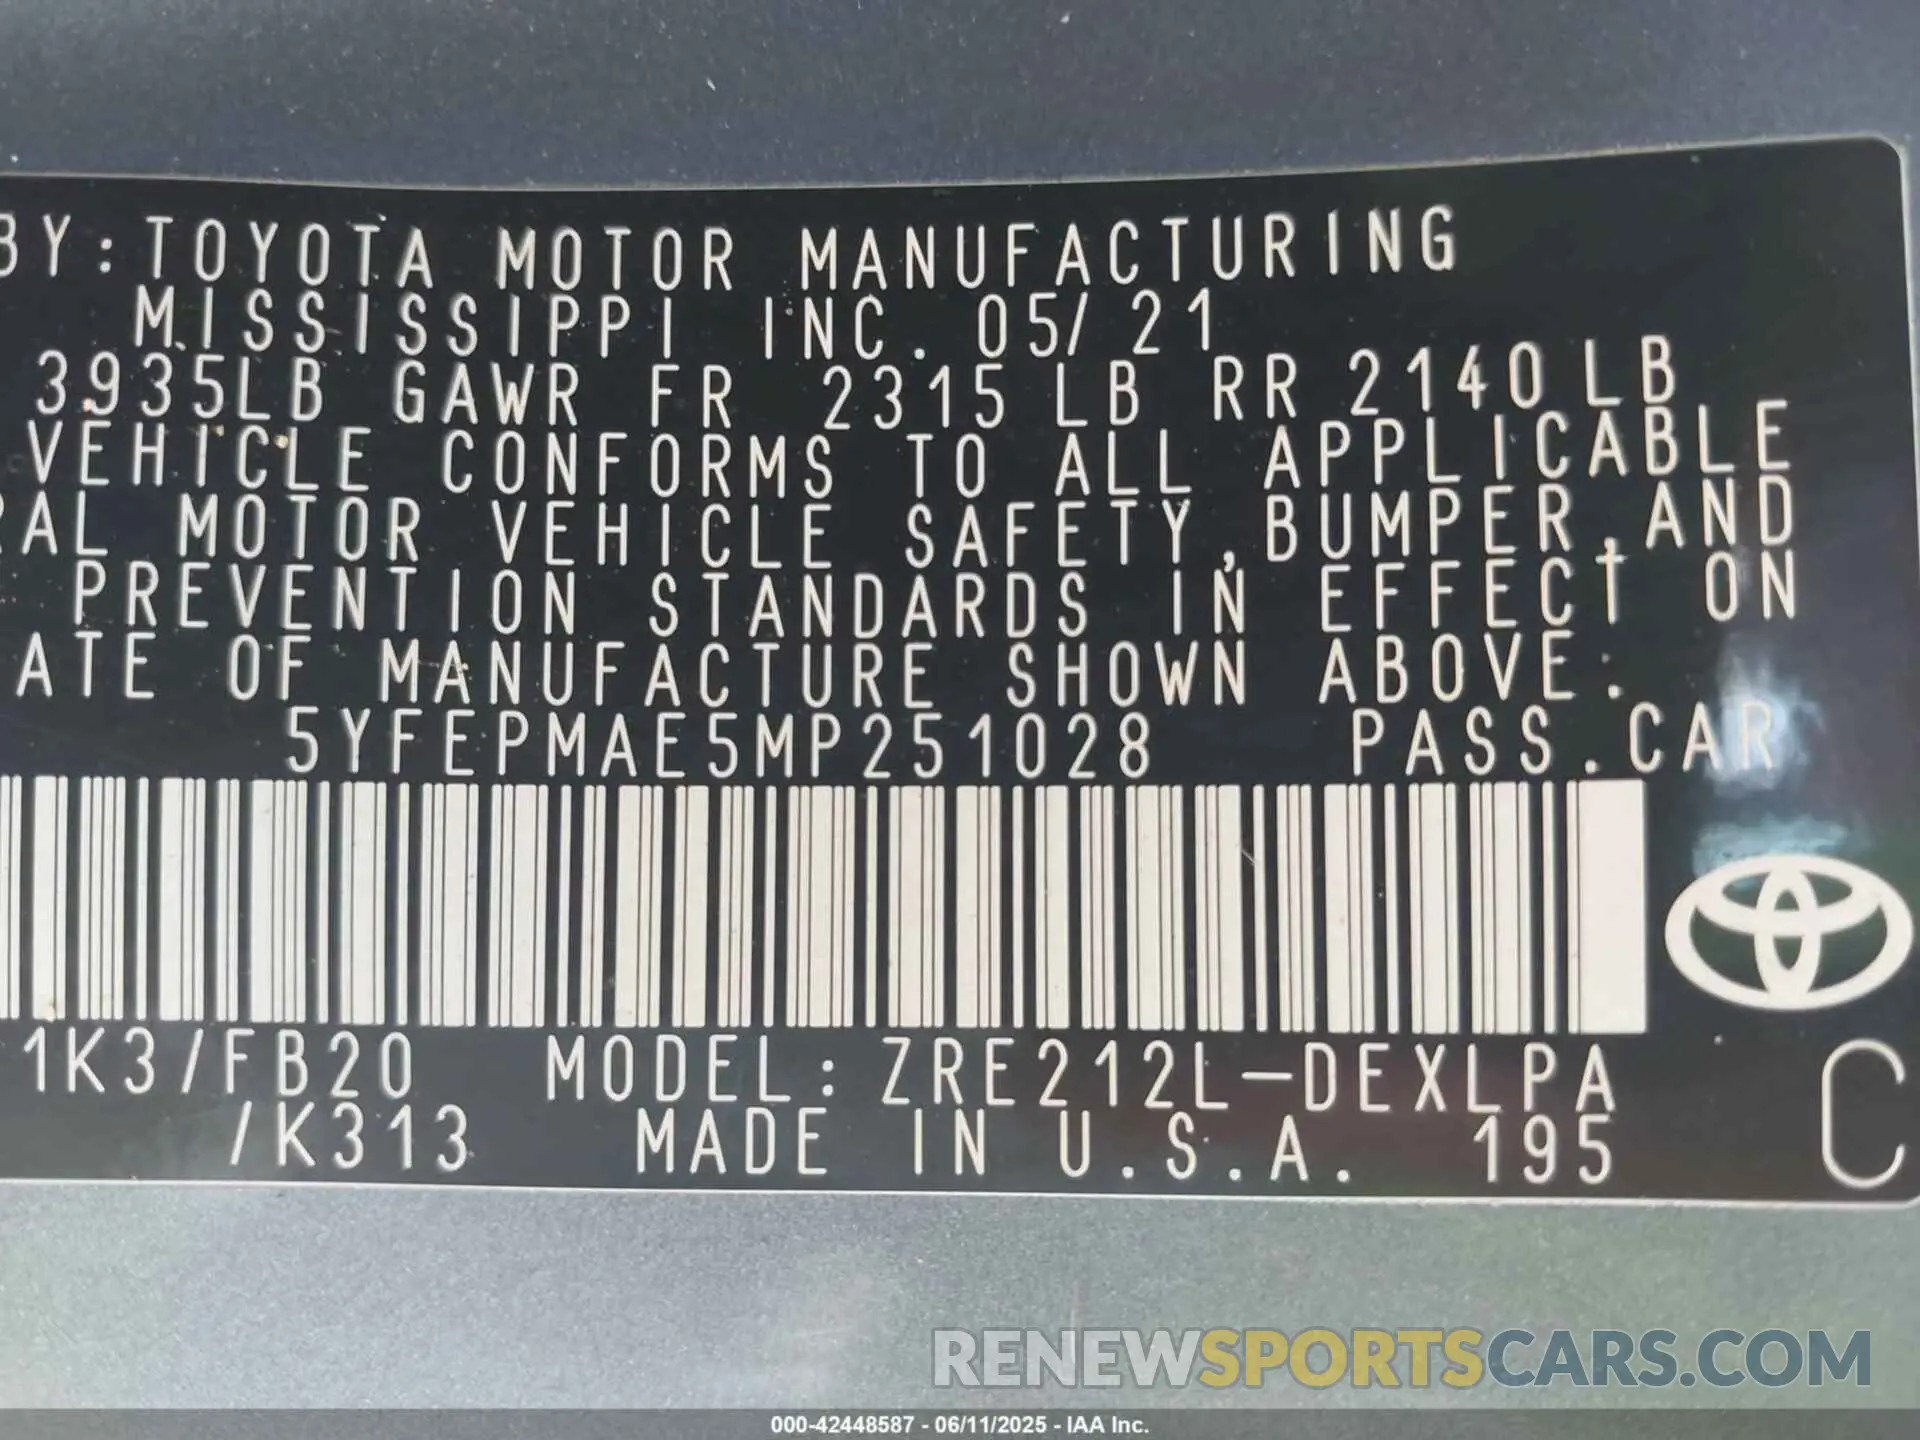 BY:TOYOTA MOTOR MANUFACTURING
MISSISSIPPI INC. 05/21
3935LB GAWR FR 2315LB RR 2140LB
VEHICLE CONFORMS TO ALL APPLICABLE
RAL MOTOR VEHICLE SAFETY,BUMPER,AND
PREVENTION STANDARDS IN EFFECT ON
ATE OF MANUFACTURE SHOWN ABOVE.
5YFEPMAE5MP251028 PASS.CAR
1K3/FB20 MODEL:ZRE212L-DEXLPA
/K313 MADE IN U.S.A. 195 C
RENEWSPORTSCARS.COM
000-42448587 - 06/11/2025 - IAA Inc.